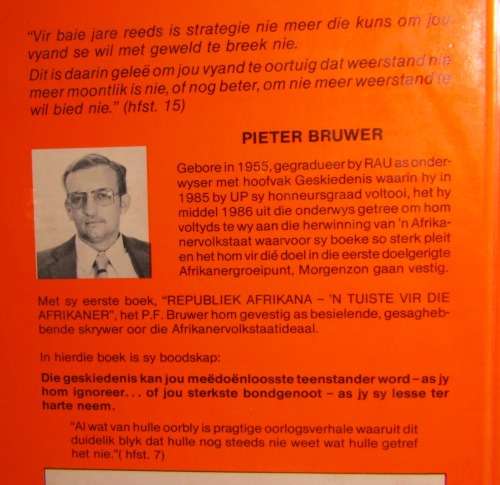 "Vir baie jare reeds is strategie nie meer die kuns om jou
vyand se wil met geweld te breek nie.
Dit is daarin geleë om jou vyand te oortuig dat weerstand nie
meer moontlik is nie, of nog beter, om nie meer weerstand te
wil bied nie." (hfst. 15)
PIETER BRUWER
Gebore in 1955, gegradueer by RAU as onder-
wyser met hoofvak Geskiedenis waarin hy in
1985 by UP sy honneursgraad voltooi, het hy
middel 1986 uit die onderwys getree om hom
voltyds te wy aan die herwinning van 'n Afrika-
nervolkstaat waarvoor sy boeke so sterk pleit
en het hom vir dié doel in die eerste doelgerigte
Afrikanergroeipunt, Morgenzon gaan vestig.
Met sy eerste boek, "REPUBLIEK AFRIKANA – 'N TUISTE VIR DIE
AFRIKANER", het P.F. Bruwer hom gevestig as besielende, gesagheb-
bende skrywer oor die Afrikanervolkstaatideaal.
In hierdie boek is sy boodskap:
Die geskiedenis kan jou meëdoënloosste teenstander word – as jy
hom ignoreer... of jou sterkste bondgenoot – as jy sy lesse ter
harte neem.
"Al wat van hulle oorbly is pragtige oorlogsverhale waaruit dit
duidelik blyk dat hulle nog steeds nie weet wat hulle getref
het nie."( hfst. 7)